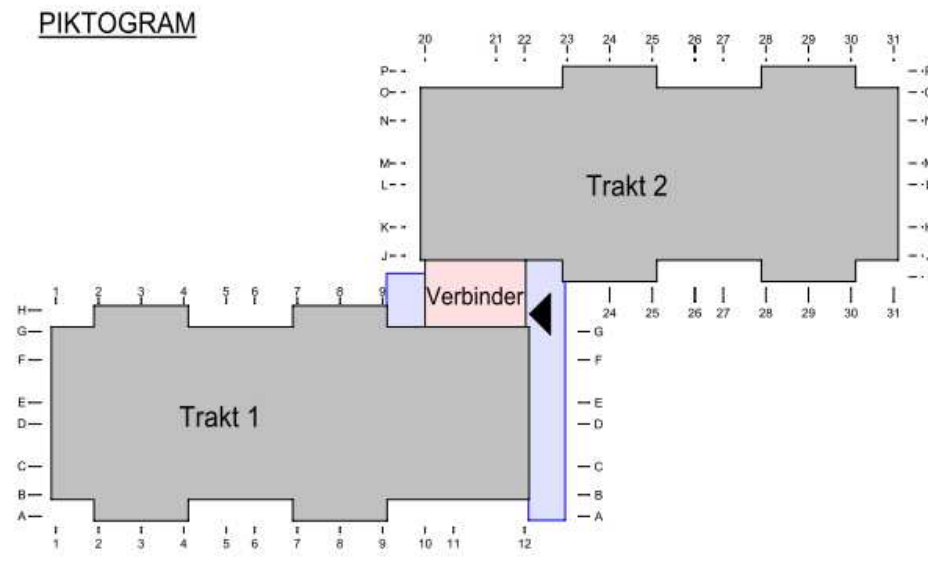 PIKTOGRAM
20 21 22 23 24 25 26 27 28 29 30 31
P P
O O
N N
M M
L L
Trakt 2
K K
J J
1 2 3 4 5 6 7 8 9
Verbinder
H
24 25 26 27 28 29 30 31
G G
F F
E E
D D
Trakt 1
C C
B B
A A
1 2 3 4 5 6 7 8 9 10 11 12